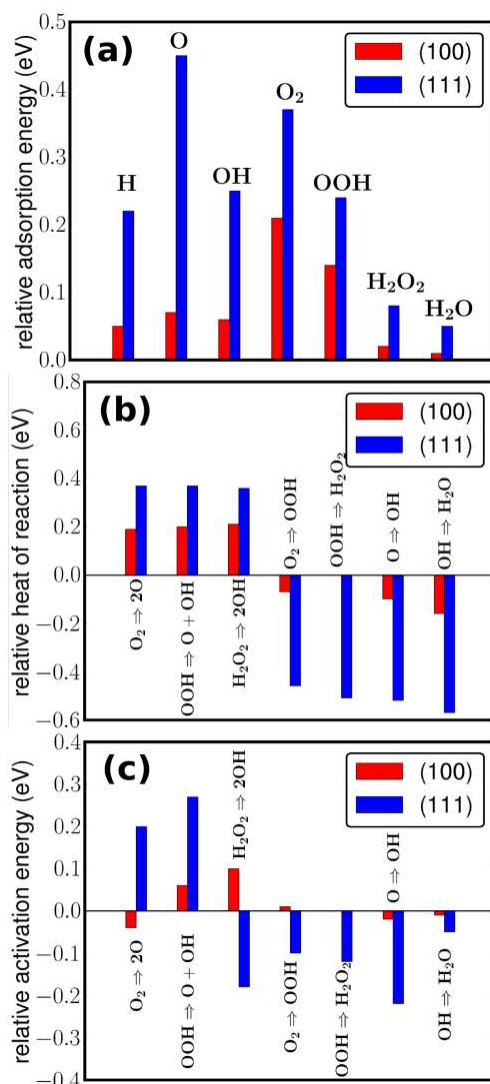 (a)
(100)
(111)
relative adsorption energy (eV)
0.5
0.4
0.3
0.2
0.1
0.0
H
O
OH
O₂
OOH
H₂O₂
H₂O
(b)
(100)
(111)
relative heat of reaction (eV)
0.8
0.6
0.4
0.2
0.0
−0.2
−0.4
−0.6
O₂ ⇒ 2O
OOH ⇒ O + OH
H₂O₂ ⇒ 2OH
O₂ ⇒ OOH
OOH ⇒ H₂O₂
O ⇒ OH
OH ⇒ H₂O
(c)
(100)
(111)
relative activation energy (eV)
0.4
0.3
0.2
0.1
0.0
−0.1
−0.2
−0.3
−0.4
O₂ ⇒ 2O
OOH ⇒ O + OH
H₂O₂ ⇒ 2OH
O₂ ⇒ OOH
OOH ⇒ H₂O₂
O ⇒ OH
OH ⇒ H₂O